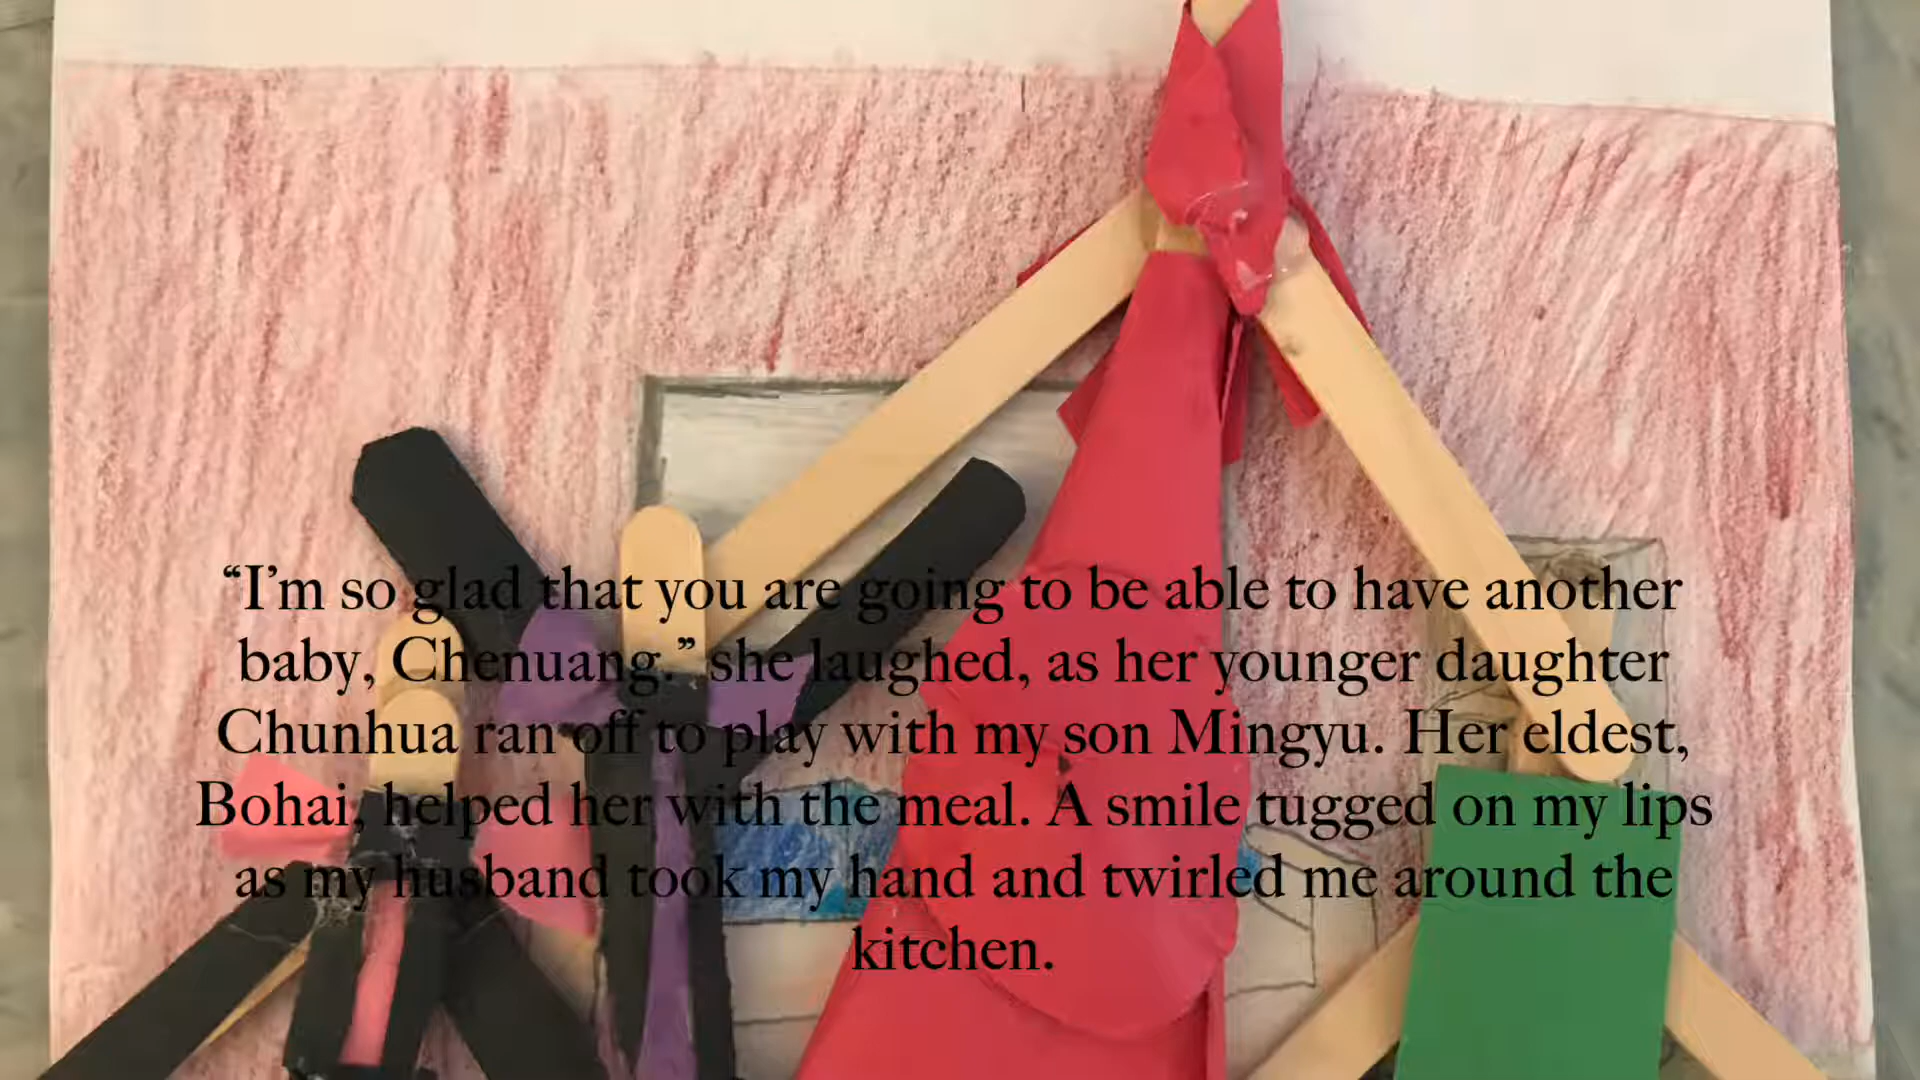 “I’m so glad that you are going to be able to have another
baby, Chenuang.” she laughed, as her younger daughter
Chunhua ran off to play with my son Mingyu. Her eldest,
Bohai, helped her with the meal. A smile tugged on my lips
as my husband took my hand and twirled me around the
kitchen.